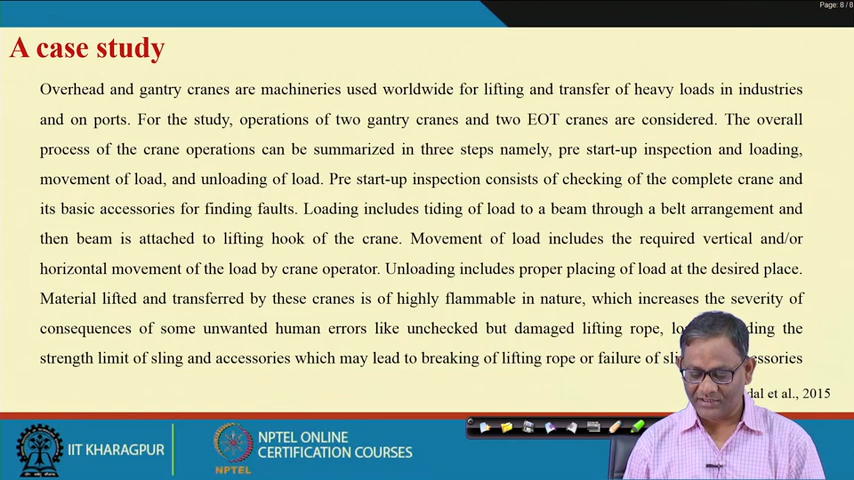 Page: 8 / 8
A case study
Overhead and gantry cranes are machineries used worldwide for lifting and transfer of heavy loads in industries
and on ports. For the study, operations of two gantry cranes and two EOT cranes are considered. The overall
process of the crane operations can be summarized in three steps namely, pre start-up inspection and loading,
movement of load, and unloading of load. Pre start-up inspection consists of checking of the complete crane and
its basic accessories for finding faults. Loading includes tiding of load to a beam through a belt arrangement and
then beam is attached to lifting hook of the crane. Movement of load includes the required vertical and/or
horizontal movement of the load by crane operator. Unloading includes proper placing of load at the desired place.
Material lifted and transferred by these cranes is of highly flammable in nature, which increases the severity of
consequences of some unwanted human errors like unchecked but damaged lifting rope, the
strength limit of sling and accessories which may lead to breaking of lifting rope or failure of
et al., 2015
IIT KHARAGPUR
NPTEL
NPTEL ONLINE
CERTIFICATION COURSES